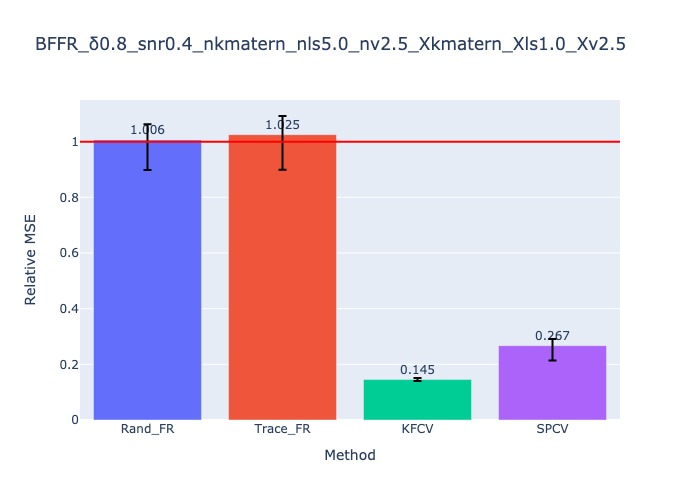 BFFR_δ0.8_snr0.4_nkmatern_nls5.0_nv2.5_Xkmatern_Xls1.0_Xv2.5
1.006
1.025
0.145
0.267
1
0.8
0.6
0.4
0.2
0
Relative MSE
Rand_FR
Trace_FR
KFCV
SPCV
Method